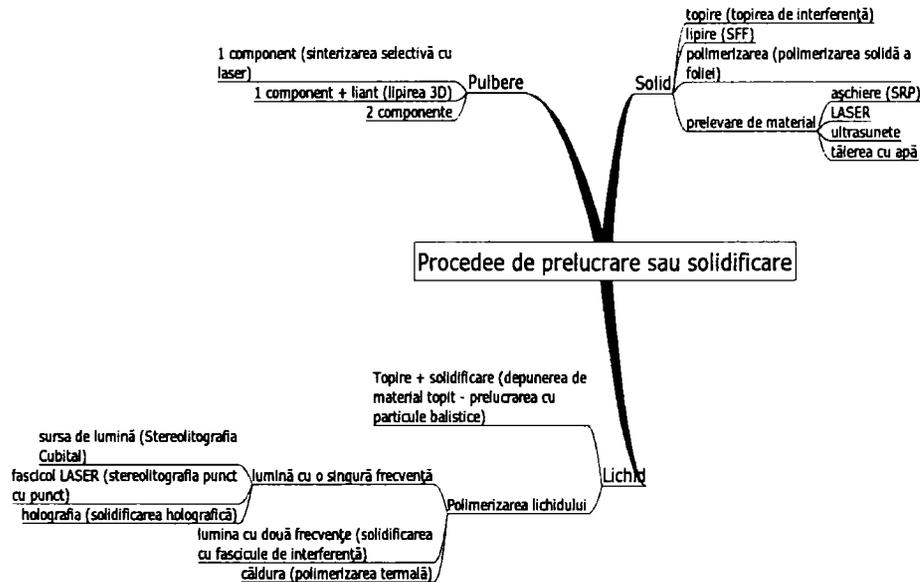 topire (topirea de interferență)
lipire (SFF)
polimerizarea (polimerizarea solidă a
foliei)
Solid
prelevare de material
așchiere (SRP)
LASER
ultrasunete
tăierea cu apă
1 component (sinterizarea selectivă cu
laser)
1 component + liant (lipirea 3D)
2 componente
Pulbere
Procedee de prelucrare sau solidificare
Topire + solidificare (depunerea de
material topit - prelucrarea cu
particule balistice)
Lichid
Polimerizarea lichidului
lumină cu o singură frecvență
sursa de lumină (Stereolitografia
Cubital)
fascicol LASER (stereolitografia punct
cu punct)
holografia (solidificarea holografică)
lumina cu două frecvențe (solidificarea
cu fascicule de interferență)
căldura (polimerizarea termală)